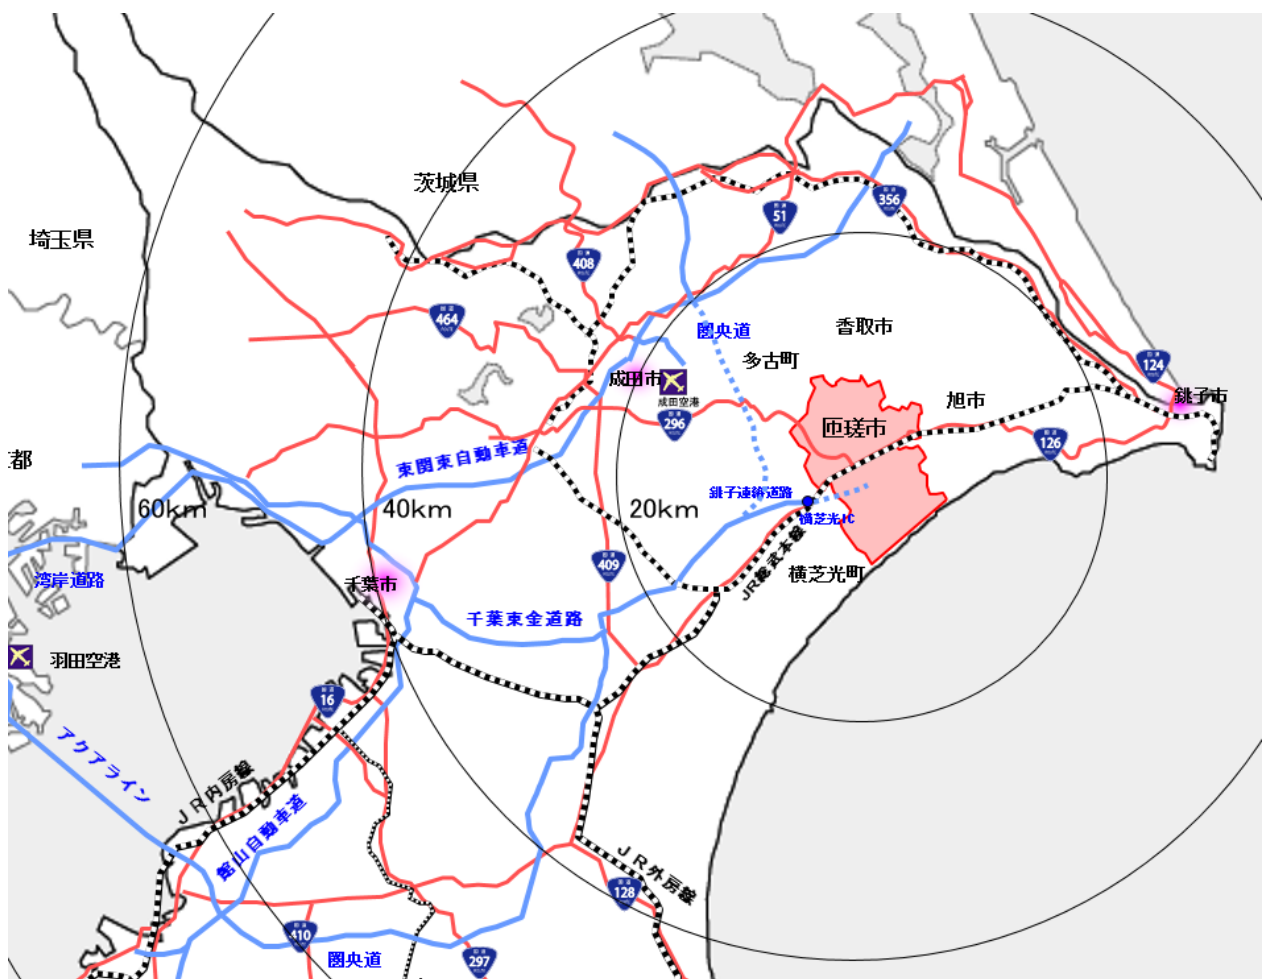 茨城県
356
51
埼玉県
408
464
香取市
圏央道
多古町
124
成田市
成田空港
銚子市
旭市
296
匝瑳市
126
東関東自動車道
都
銚子連絡道路
60km
40km
20km
横芝光IC
JR総武本線
409
横芝光町
湾岸道路
千葉市
千葉東金道路
羽田空港
16
アクアライン
JR内房線
館山自動車道
JR外房線
128
410
圏央道
297